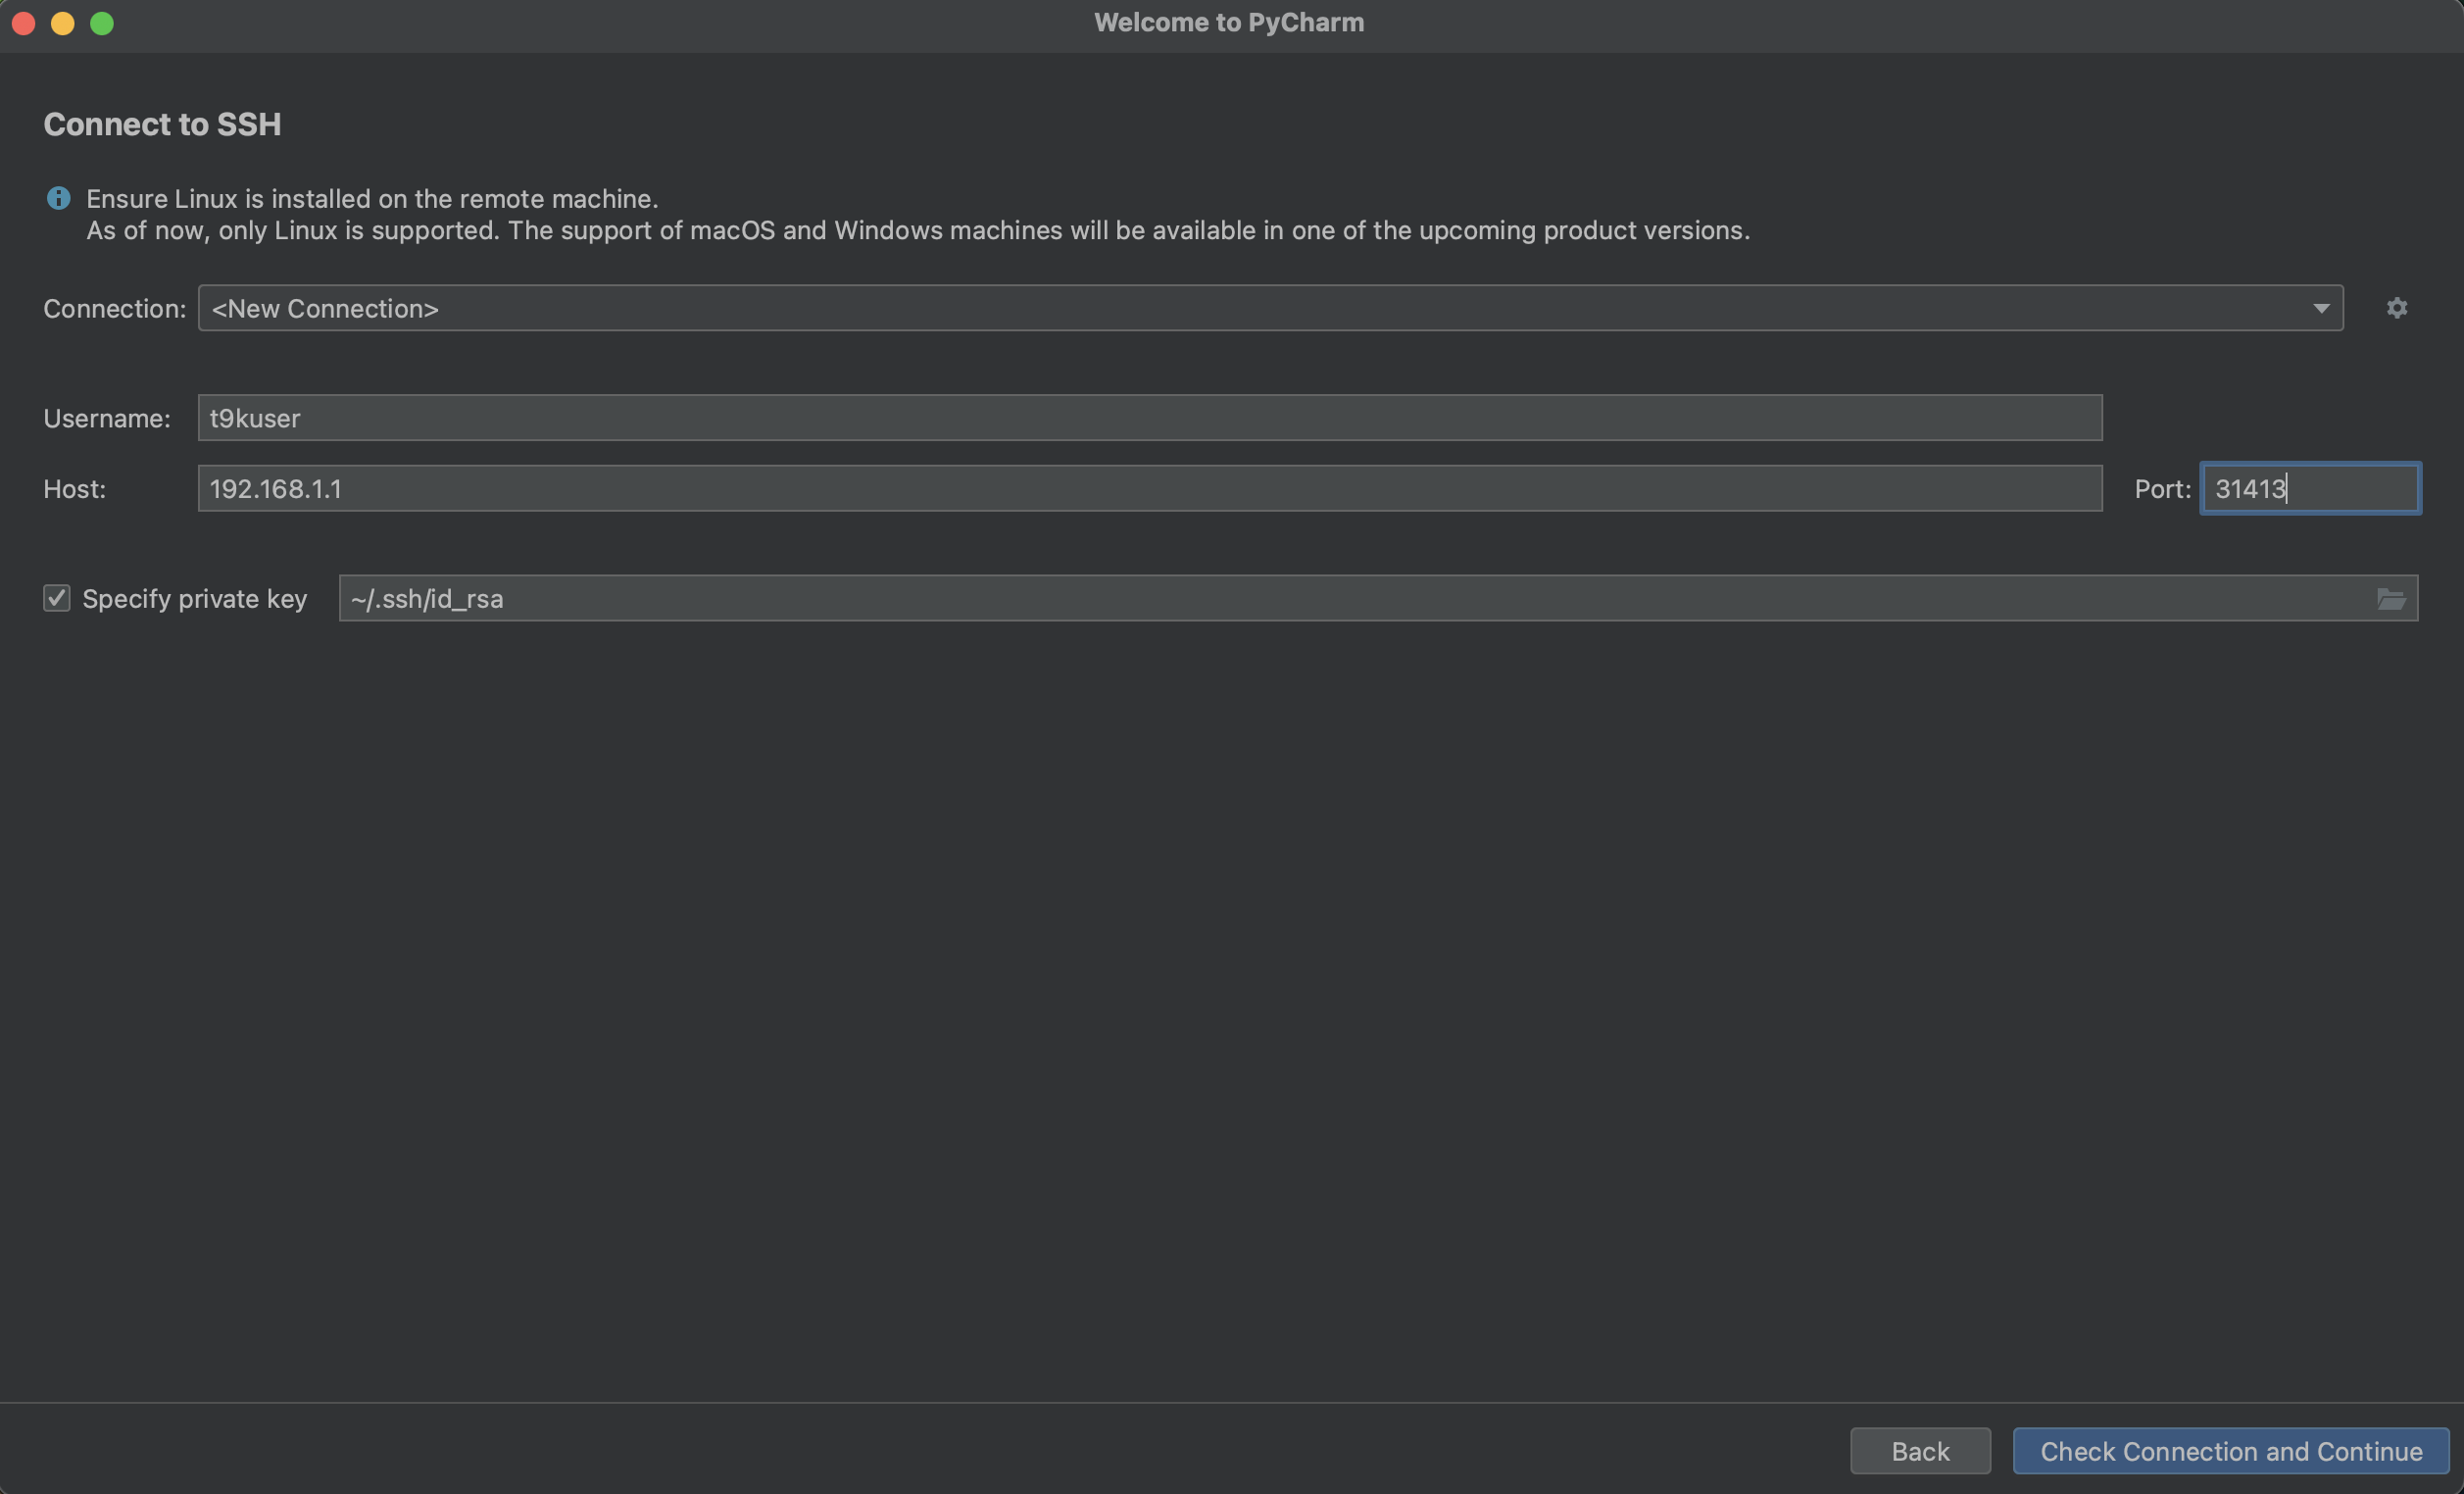 Welcome to PyCharm
Connect to SSH
Ensure Linux is installed on the remote machine.
As of now, only Linux is supported. The support of macOS and Windows machines will be available in one of the upcoming product versions.
Connection: <New Connection>
Username: t9kuser
Host: 192.168.1.1 Port: 31413
Specify private key ~/.ssh/id_rsa
Back Check Connection and Continue